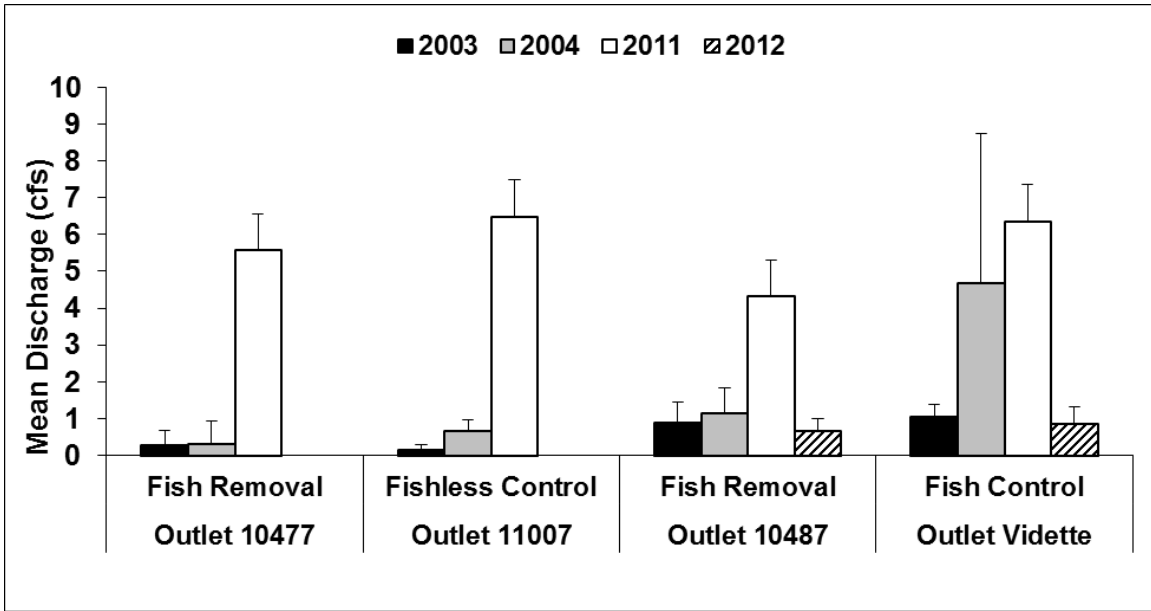 2003 2004 2011 2012
10
9
8
7
6
5
4
3
2
1
0
Mean Discharge (cfs)
Fish Removal Fishless Control Fish Removal Fish Control
Outlet 10477 Outlet 11007 Outlet 10487 Outlet Vidette